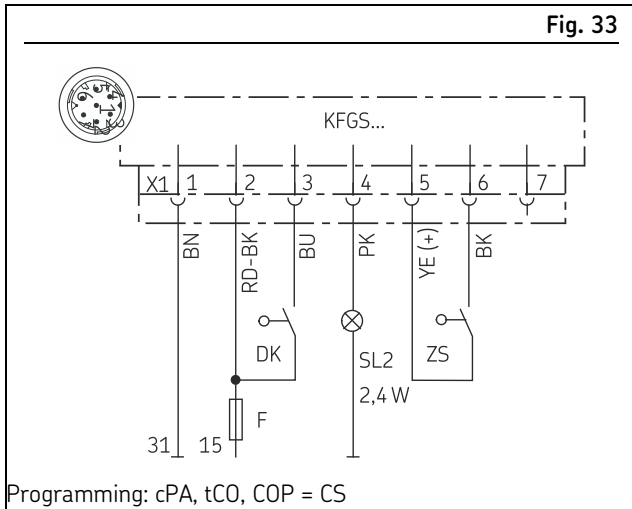 Fig. 33
KFGS...
X1 1 2 3 4 5 6 7
BN
RD-BK
BU
PK
YE (+)
BK
DK
SL2
ZS
2,4 W
F
31 15
Programming: cPA, tCO, COP = CS